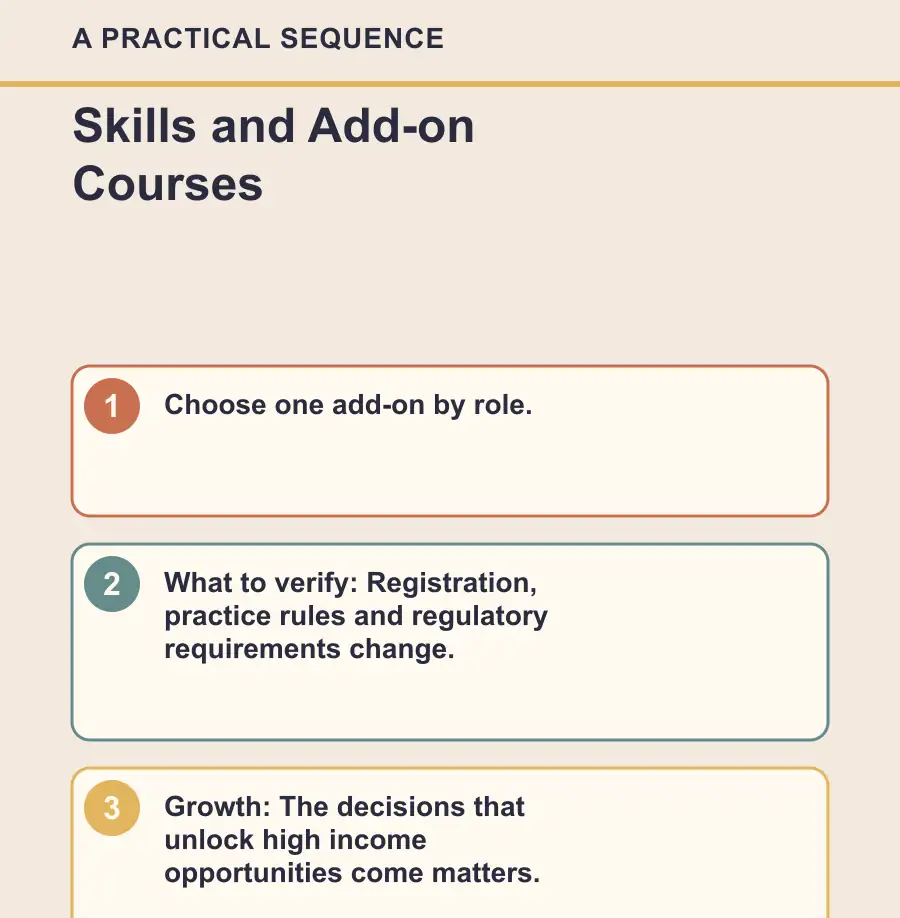 A PRACTICAL SEQUENCE
Skills and Add-on
Courses
1
Choose one add-on by role.
2
What to verify: Registration,
practice rules and regulatory
requirements change.
3
Growth: The decisions that
unlock high income
opportunities come matters.